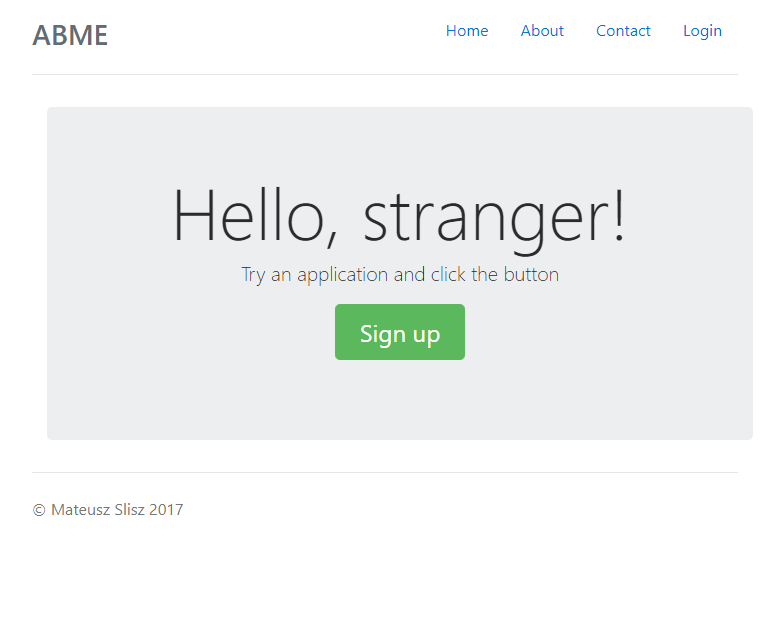 ABME
Home About Contact Login
Hello, stranger!
Try an application and click the button
Sign up
© Mateusz Slisz 2017